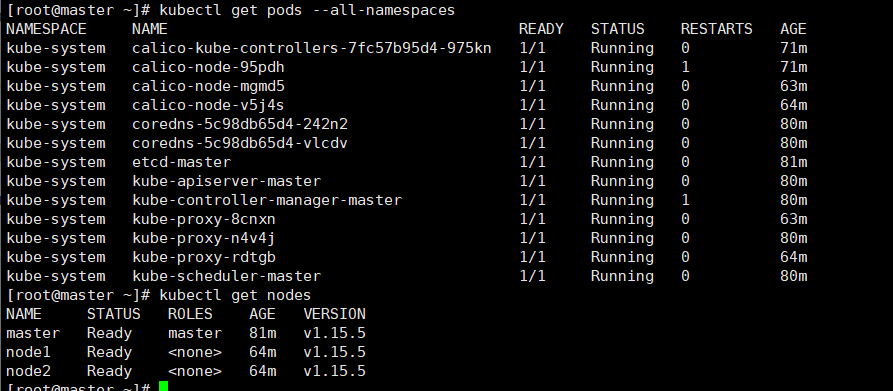 [root@master ~]# kubectl get pods --all-namespaces
NAMESPACE     NAME                                       READY   STATUS    RESTARTS   AGE
kube-system   calico-kube-controllers-7fc57b95d4-975kn   1/1     Running   0          71m
kube-system   calico-node-95pdh                          1/1     Running   1          71m
kube-system   calico-node-mgmd5                          1/1     Running   0          63m
kube-system   calico-node-v5j4s                          1/1     Running   0          64m
kube-system   coredns-5c98db65d4-242n2                   1/1     Running   0          80m
kube-system   coredns-5c98db65d4-vlcdv                   1/1     Running   0          80m
kube-system   etcd-master                                1/1     Running   0          81m
kube-system   kube-apiserver-master                      1/1     Running   0          80m
kube-system   kube-controller-manager-master             1/1     Running   1          80m
kube-system   kube-proxy-8cnxn                           1/1     Running   0          63m
kube-system   kube-proxy-n4v4j                           1/1     Running   0          80m
kube-system   kube-proxy-rdtgb                           1/1     Running   0          64m
kube-system   kube-scheduler-master                      1/1     Running   0          80m
[root@master ~]# kubectl get nodes
NAME     STATUS   ROLES    AGE   VERSION
master   Ready    master   81m   v1.15.5
node1    Ready    <none>   64m   v1.15.5
node2    Ready    <none>   64m   v1.15.5
[root@master ~]#